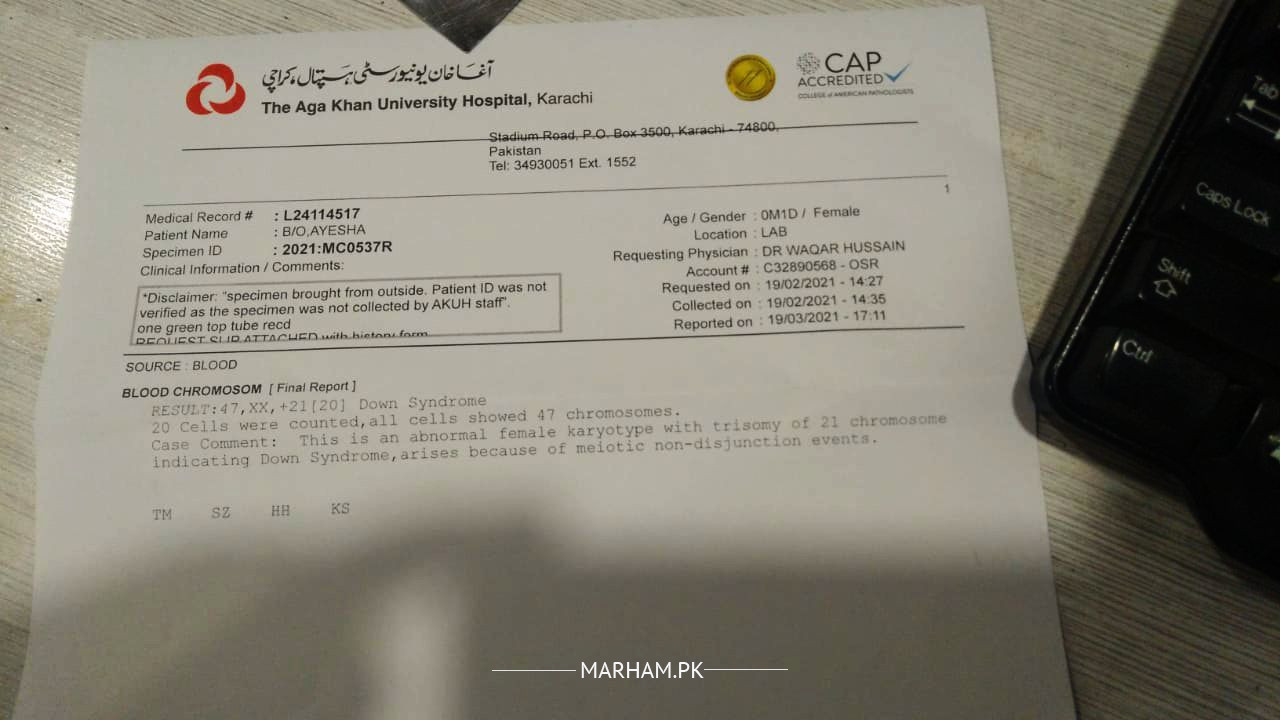 آغا خان یونیورسٹی ہسپتال، کراچی
The Aga Khan University Hospital, Karachi
CAP
ACCREDITED
COLLEGE of AMERICAN PATHOLOGISTS
Stadium Road, P.O. Box 3500, Karachi - 74800,
Pakistan
Tel: 34930051 Ext. 1552
1
Medical Record # : L24114517
Patient Name : B/O,AYESHA
Specimen ID : 2021:MC0537R
Clinical Information / Comments:
*Disclaimer: "specimen brought from outside. Patient ID was not
verified as the specimen was not collected by AKUH staff".
one green top tube recd
REQUEST SLIP ATTACHED with history form
Age / Gender : 0M1D / Female
Location : LAB
Requesting Physician : DR WAQAR HUSSAIN
Account # : C32890568 - OSR
Requested on : 19/02/2021 - 14:27
Collected on : 19/02/2021 - 14:35
Reported on : 19/03/2021 - 17:11
SOURCE : BLOOD
BLOOD CHROMOSOM [ Final Report ]
RESULT:47,XX,+21[20] Down Syndrome
20 Cells were counted,all cells showed 47 chromosomes.
Case Comment: This is an abnormal female karyotype with trisomy of 21 chromosome
indicating Down Syndrome,arises because of meiotic non-disjunction events.
TM SZ HH KS
Tab
Caps Lock
Shift
Ctrl
MARHAM.PK